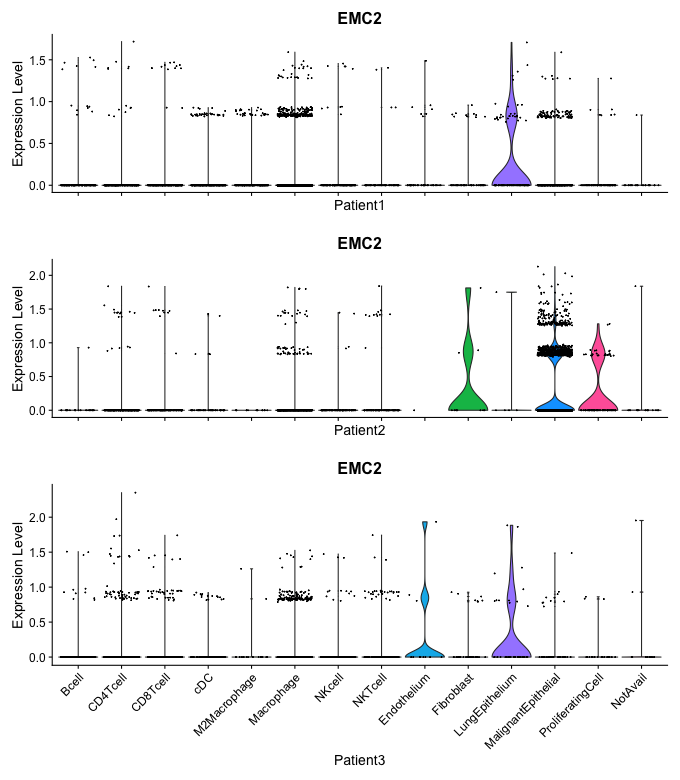 EMC2
Expression Level
1.5
1.0
0.5
0.0
Patient1
EMC2
Expression Level
2.0
1.5
1.0
0.5
0.0
Patient2
EMC2
Expression Level
2.0
1.5
1.0
0.5
0.0
Bcell
CD4Tcell
CD8Tcell
cDC
M2Macrophage
Macrophage
NKcell
NKTcell
Endothelium
Fibroblast
LungEpithelium
MalignantEpithelial
ProliferatingCell
NotAvail
Patient3